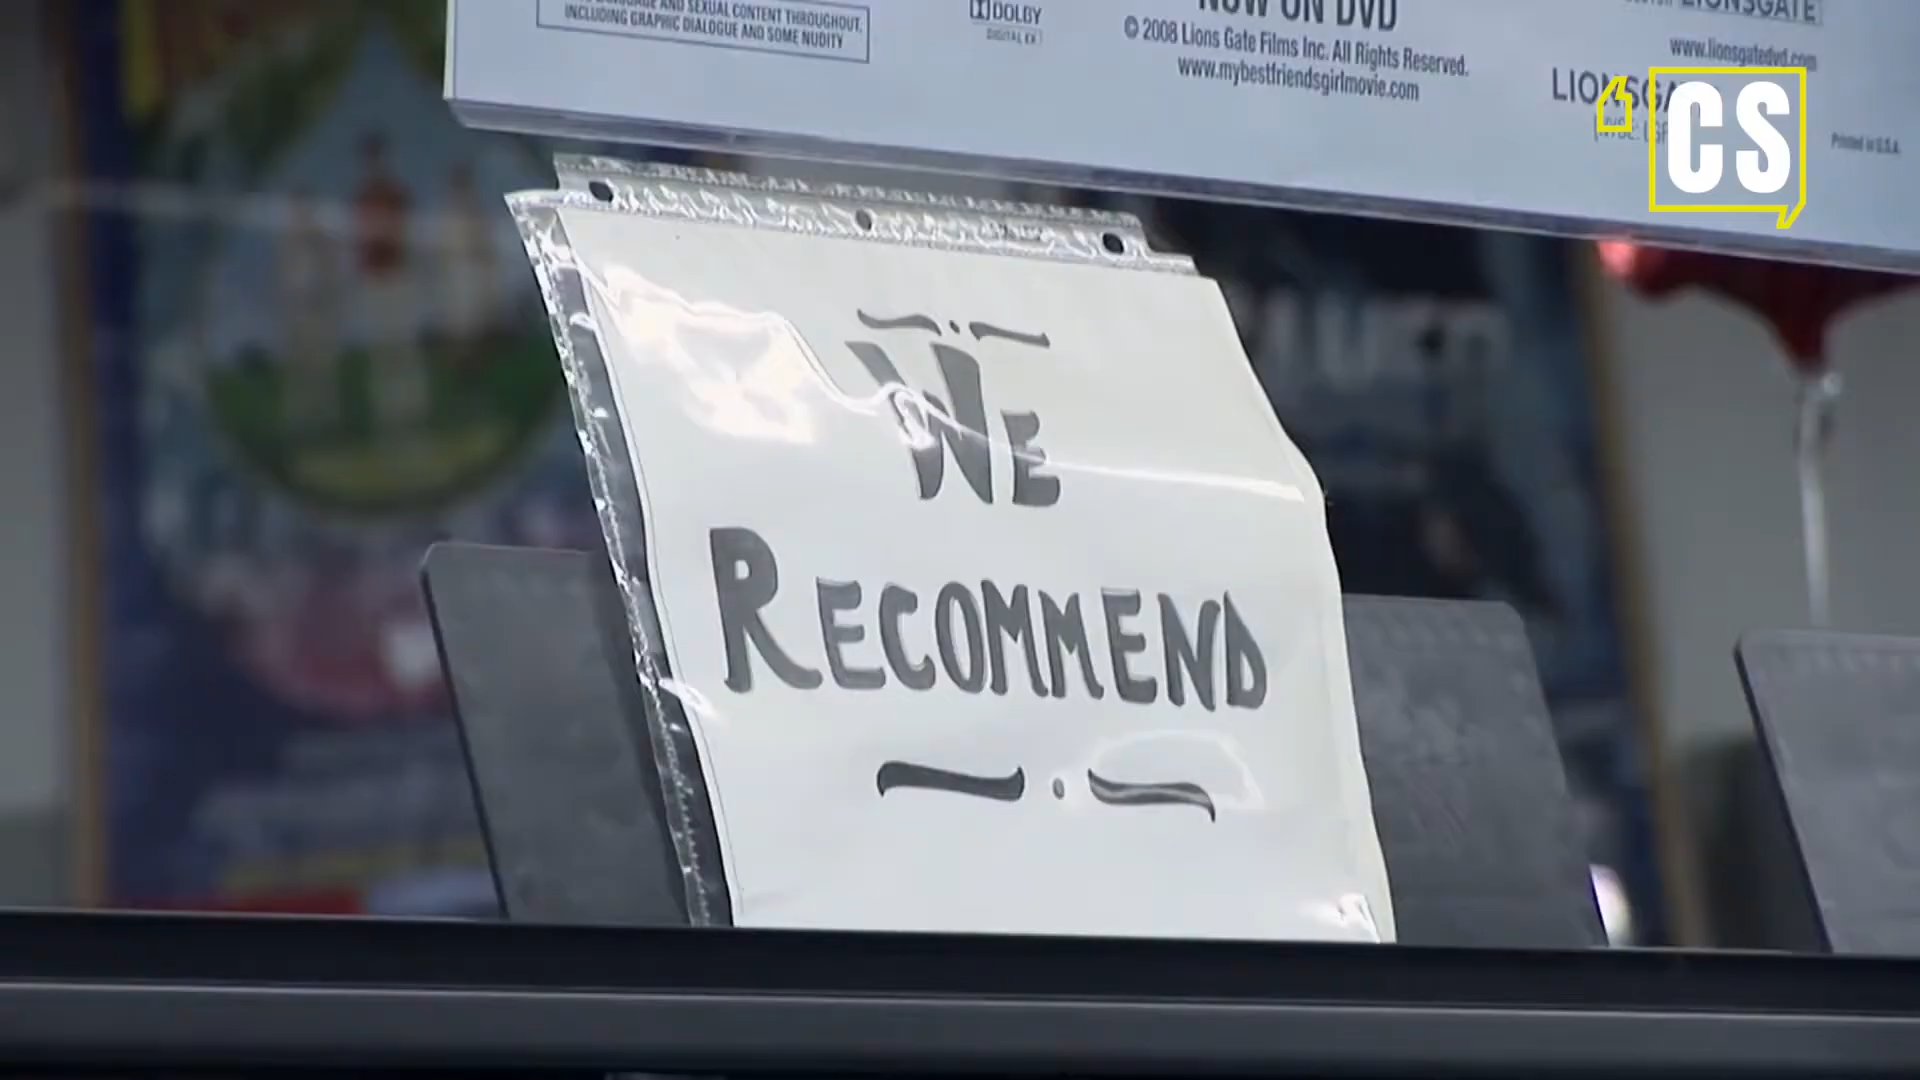 LANGUAGE AND SEXUAL CONTENT THROUGHOUT,
INCLUDING GRAPHIC DIALOGUE AND SOME NUDITY
DOLBY
DIGITAL EX
NOW ON DVD
© 2008 Lions Gate Films Inc. All Rights Reserved.
www.mybestfriendsgirlmovie.com
LIONSGATE
www.lionsgatedvd.com
Printed in U.S.A.
CS
WE
RECOMMEND